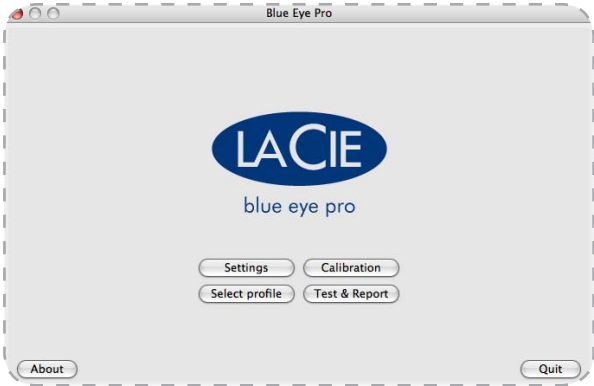 Blue Eye Pro
LACIE
blue eye pro
Settings
Calibration
Select profile
Test & Report
About
Quit